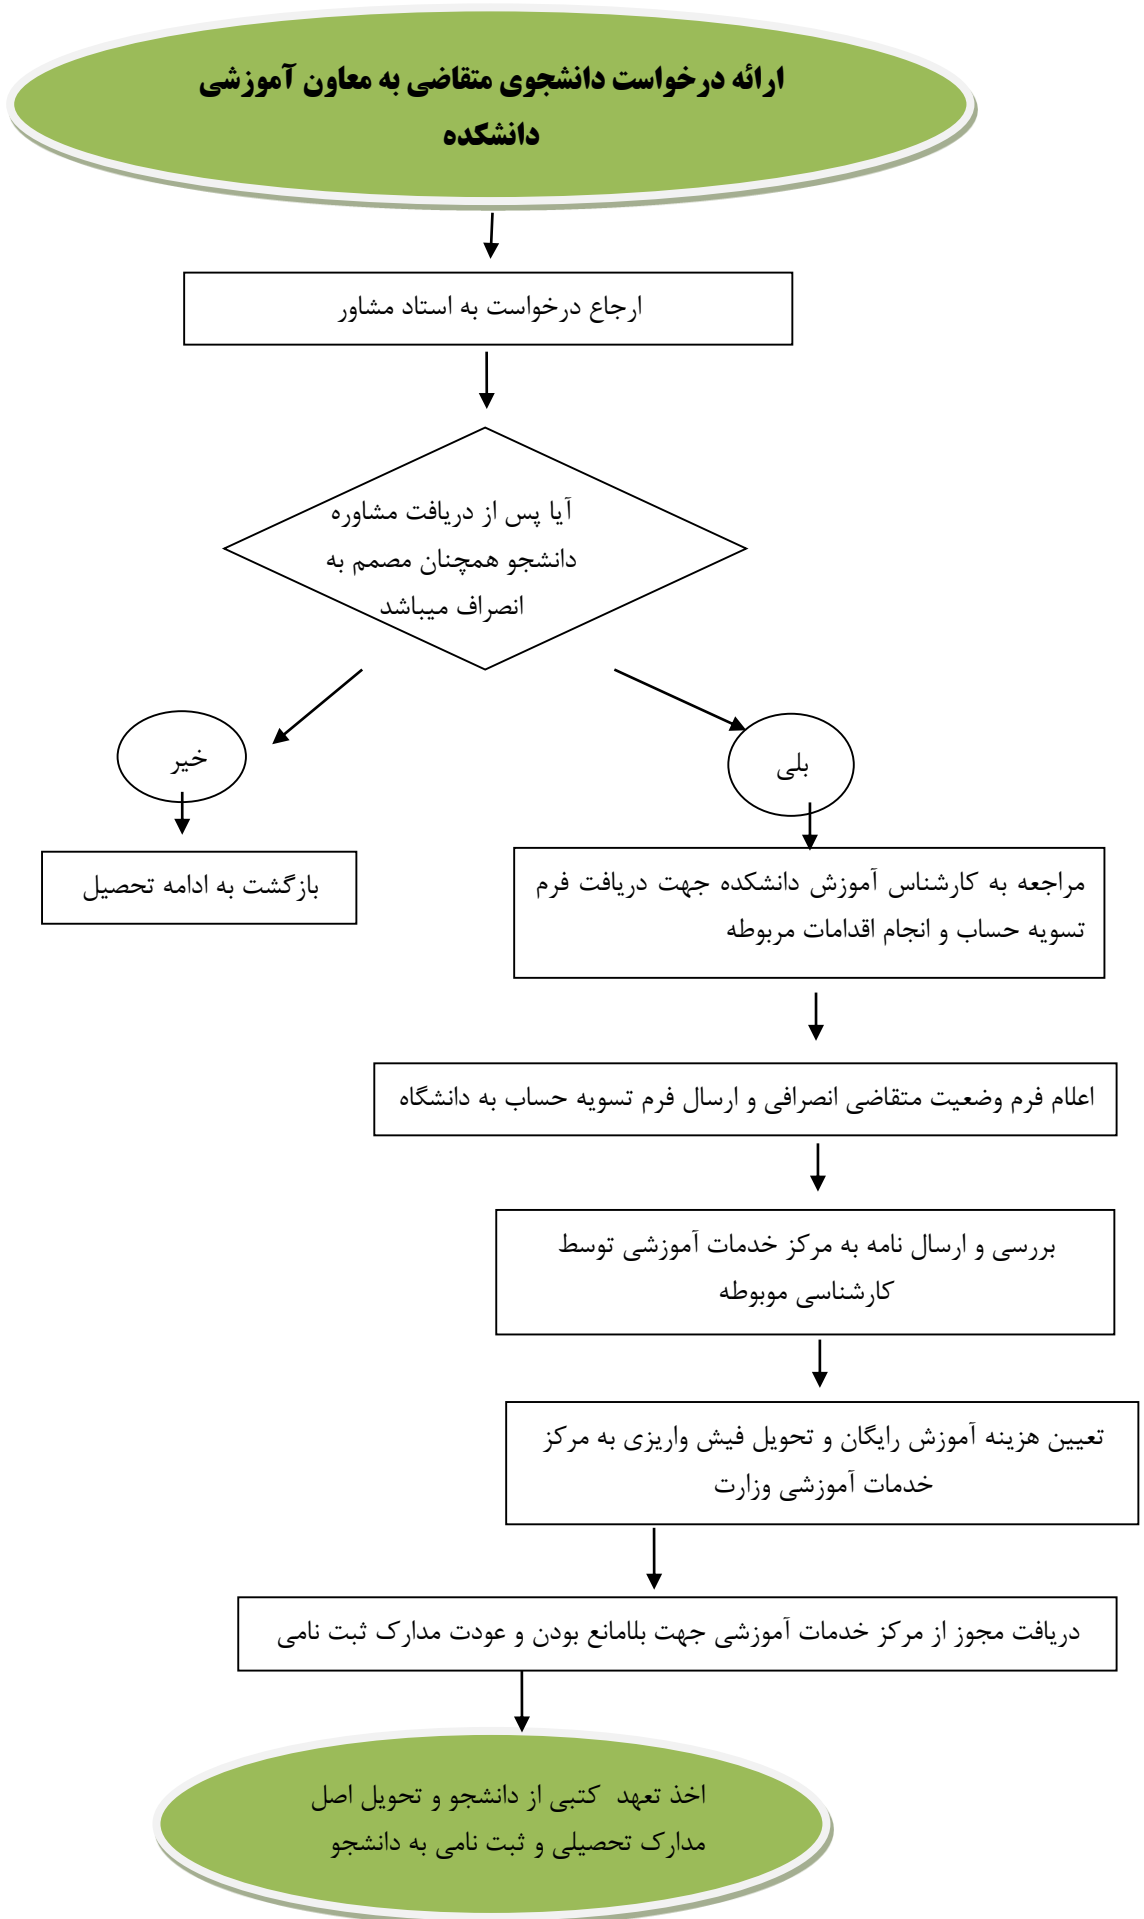 ارائه درخواست دانشجوی متقاضی به معاون آموزشی
دانشکده
ارجاع درخواست به استاد مشاور
آیا پس از دریافت مشاوره
دانشجو همچنان مصمم به
انصراف میباشد
خیر
بلی
بازگشت به ادامه تحصیل
مراجعه به کارشناس آموزش دانشکده جهت دریافت فرم
تسویه حساب و انجام اقدامات مربوطه
اعلام فرم وضعیت متقاضی انصرافی و ارسال فرم تسویه حساب به دانشگاه
بررسی و ارسال نامه به مرکز خدمات آموزشی توسط
کارشناسی موبوطه
تعیین هزینه آموزش رایگان و تحویل فیش واریزی به مرکز
خدمات آموزشی وزارت
دریافت مجوز از مرکز خدمات آموزشی جهت بلامانع بودن و عودت مدارک ثبت نامی
اخذ تعهد کتبی از دانشجو و تحویل اصل
مدارک تحصیلی و ثبت نامی به دانشجو